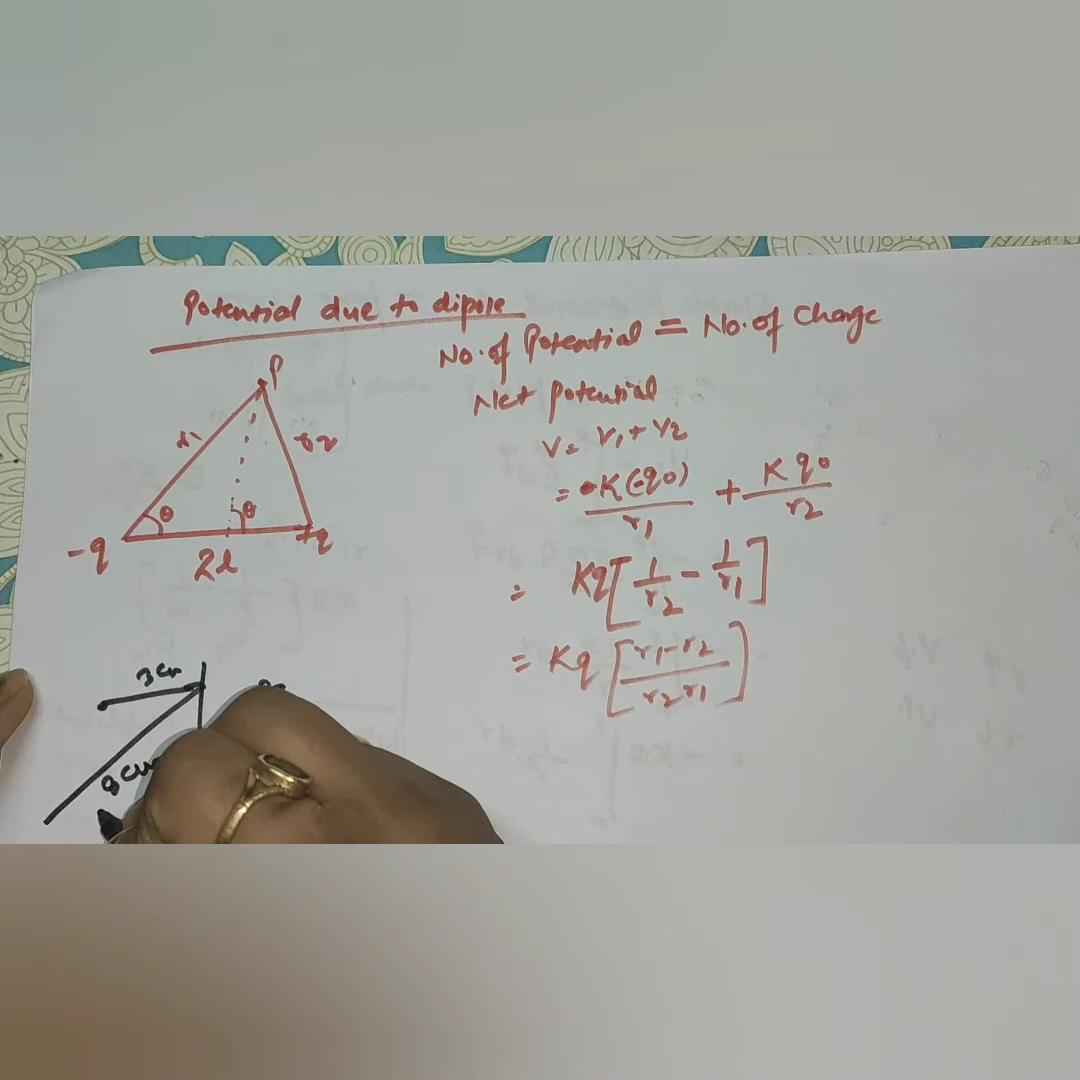 Potential due to dipole
No. of Potential = No. of Charge
Net potential
V = V1 + V2
= K(-q0)/r1 + Kq0/r2
= Kq[1/r2 - 1/r1]
= Kq[r1-r2/r2r1]
P
r1
r2
θ
θ
-q
2l
+q
3cm
8cm